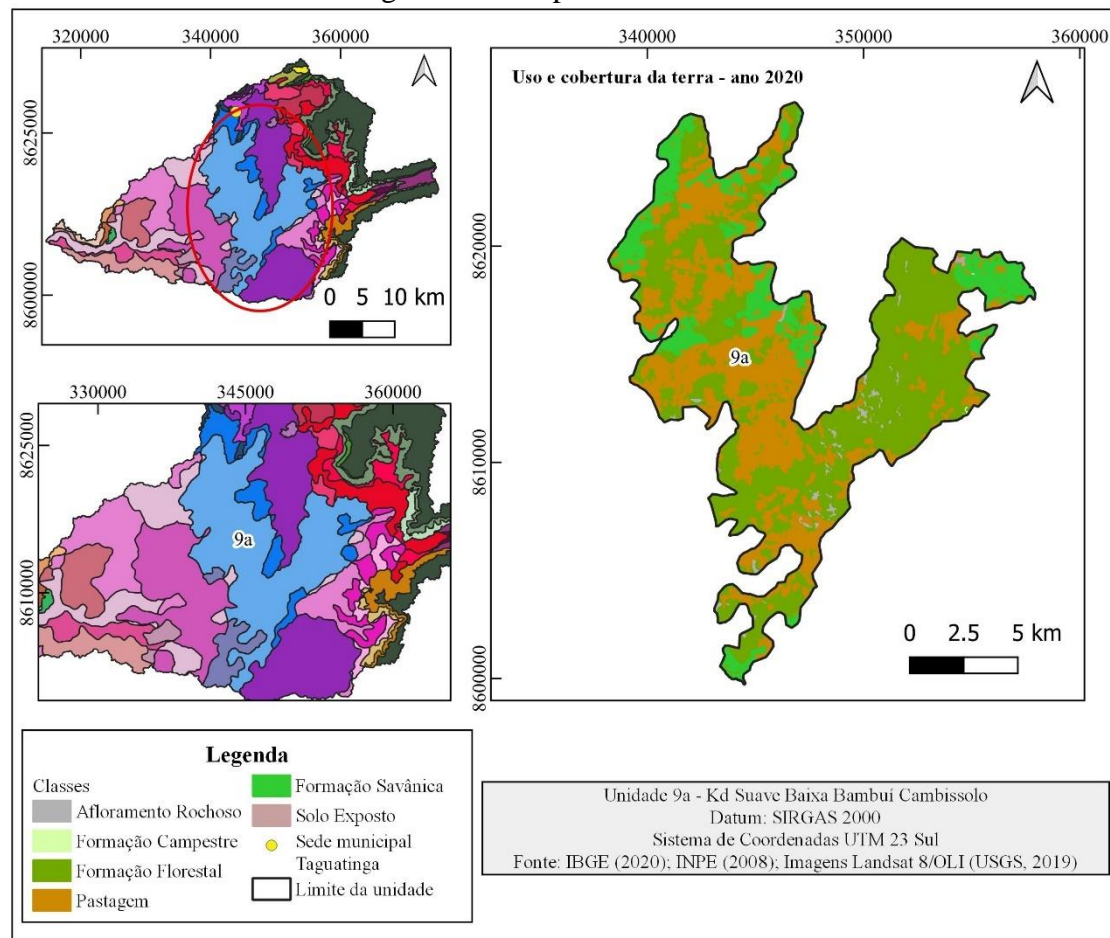 320000 340000 360000
8625000
8600000
0 5 10 km
330000 345000 360000
8625000
8610000
9a
340000 350000 360000
Uso e cobertura da terra - ano 2020
8620000
8610000
8600000
9a
0 2.5 5 km
Legenda
Classes
Afloramento Rochoso
Formação Campestre
Formação Florestal
Pastagem
Formação Savânica
Solo Exposto
Sede municipal
Taguatinga
Limite da unidade
Unidade 9a - Kd Suave Baixa Bambuí Cambissolo
Datum: SIRGAS 2000
Sistema de Coordenadas UTM 23 Sul
Fonte: IBGE (2020); INPE (2008); Imagens Landsat 8/OLI (USGS, 2019)